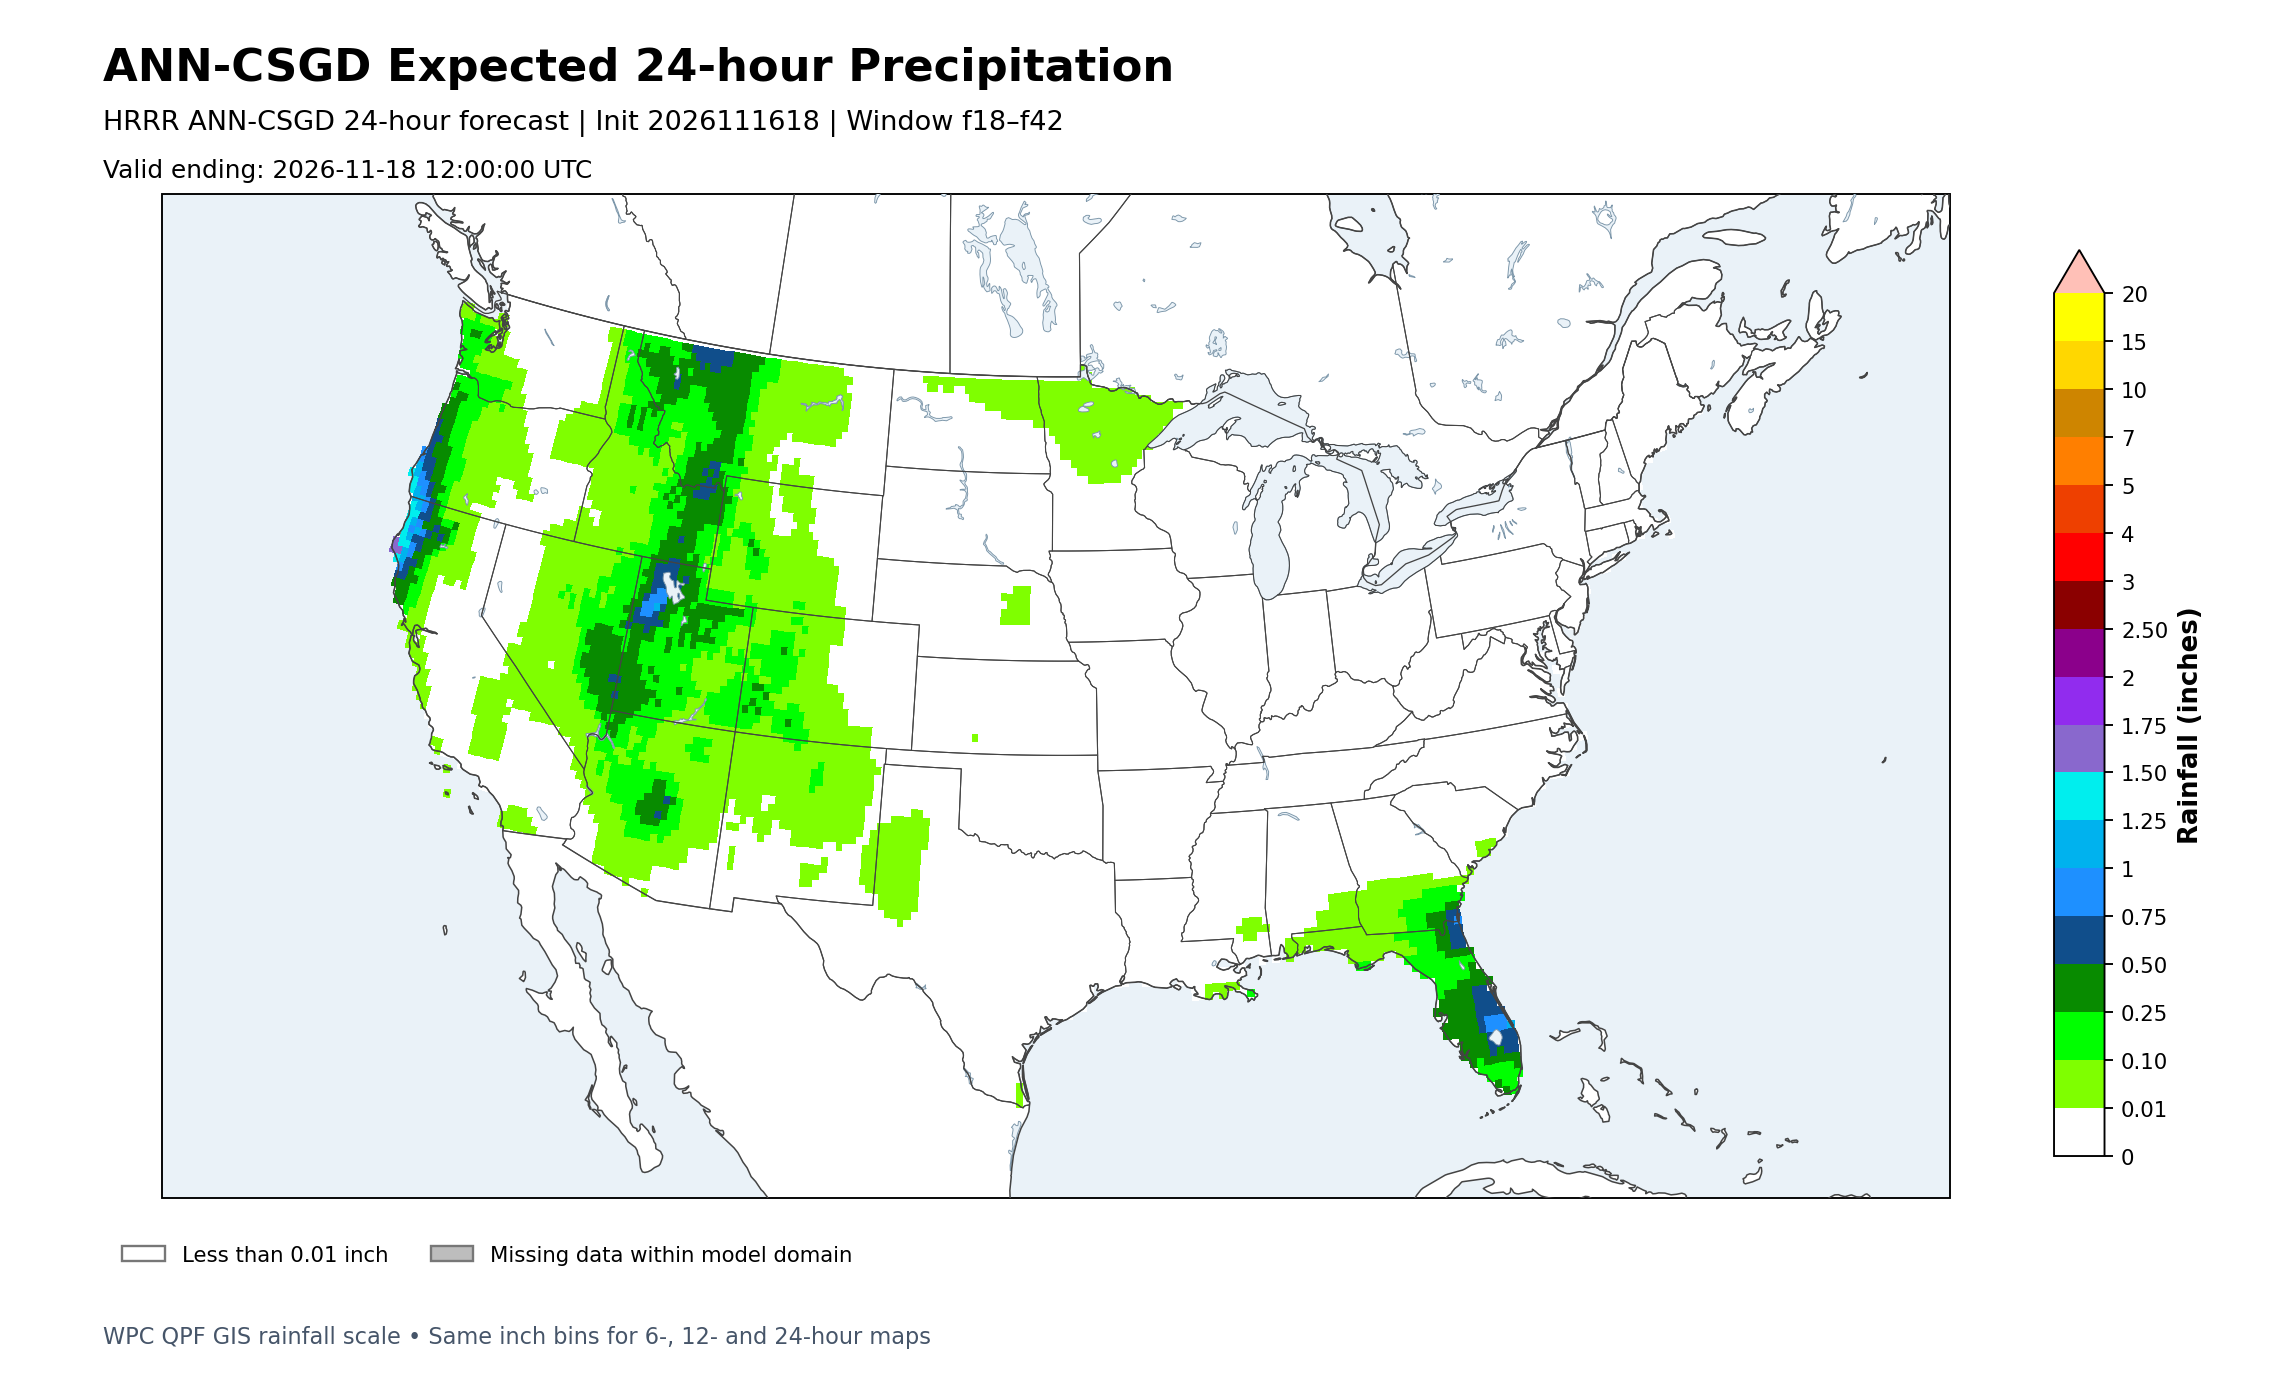 ANN-CSGD Expected 24-hour Precipitation
HRRR ANN-CSGD 24-hour forecast | Init 2026111618 | Window f18–f42
Valid ending: 2026-11-18 12:00:00 UTC
20
15
10
7
5
4
3
2.50
2
1.75
1.50
1.25
1
0.75
0.50
0.25
0.10
0.01
0
Rainfall (inches)
Less than 0.01 inch
Missing data within model domain
WPC QPF GIS rainfall scale • Same inch bins for 6-, 12- and 24-hour maps